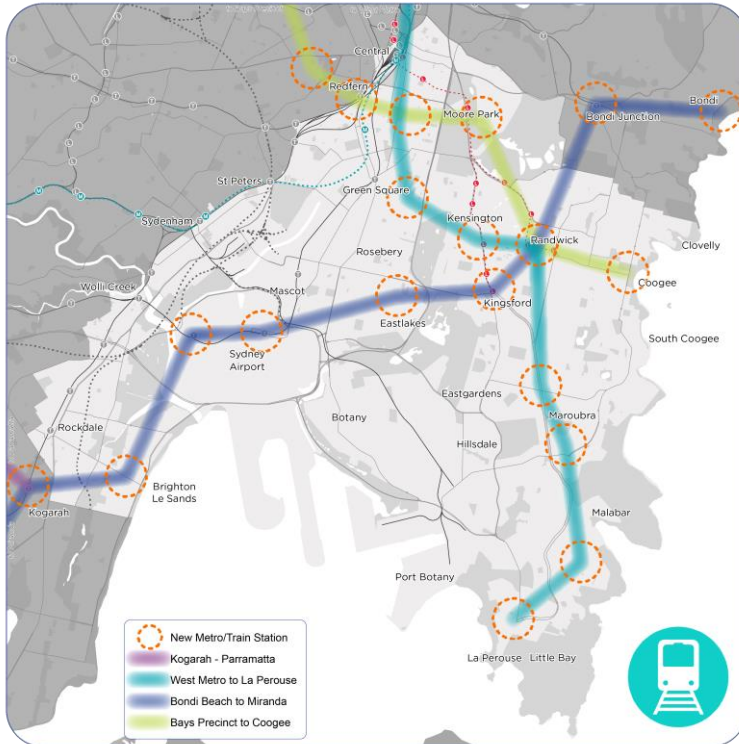 Central
Redfern
Moore Park
Bondi Junction
Bondi
St Peters
Green Square
Sydenham
Kensington
Randwick
Clovelly
Rosebery
Wolli Creek
Mascot
Coogee
Kingsford
Eastlakes
Sydney
Airport
South Coogee
Eastgardens
Botany
Maroubra
Rockdale
Hillsdale
Brighton
Le Sands
Kogarah
Malabar
Port Botany
La Perouse
Little Bay
New Metro/Train Station
Kogarah - Parramatta
West Metro to La Perouse
Bondi Beach to Miranda
Bays Precinct to Coogee